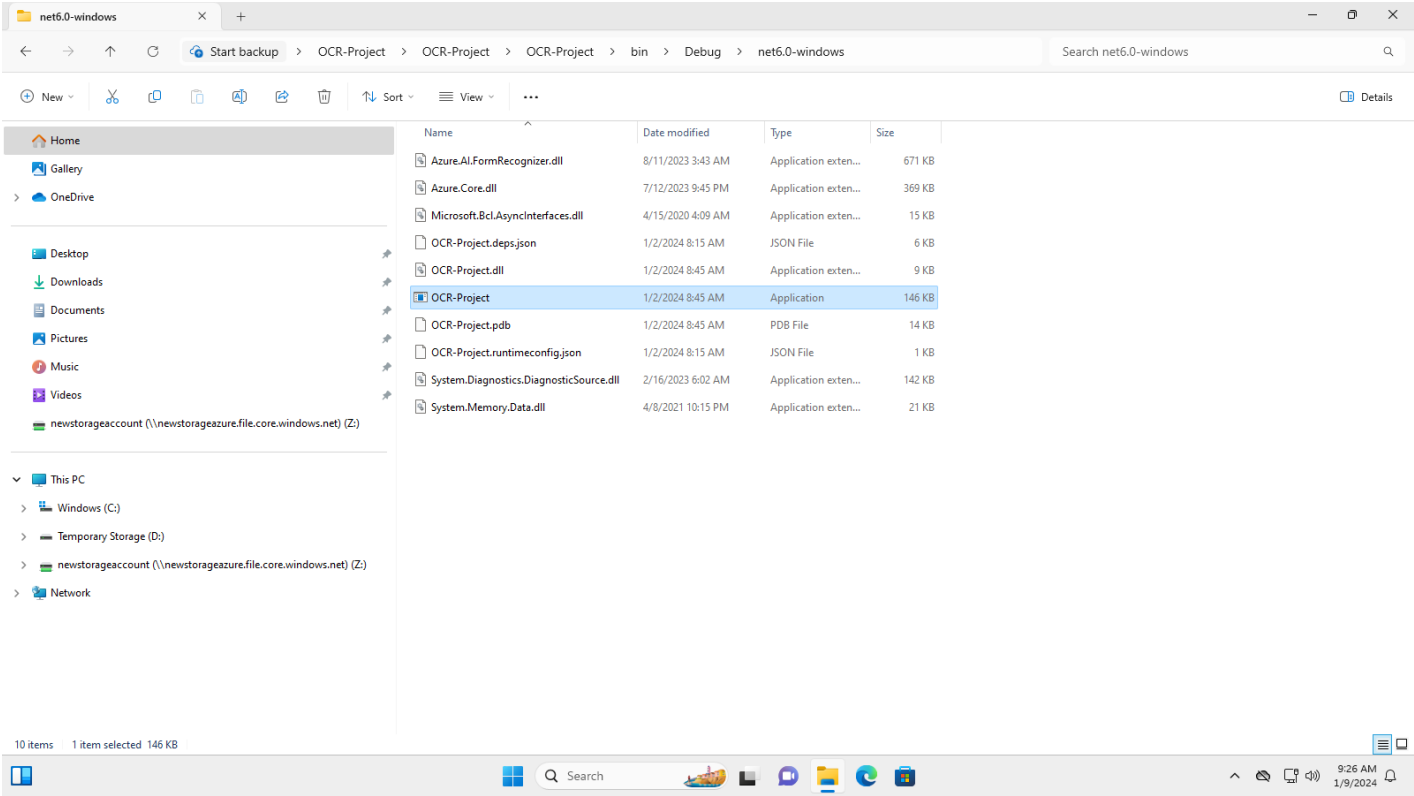 net6.0-windows
Start backup > OCR-Project > OCR-Project > OCR-Project > bin > Debug > net6.0-windows
Search net6.0-windows
New
Sort
View
Details
Home
Gallery
OneDrive
Desktop
Downloads
Documents
Pictures
Music
Videos
newstorageaccount (\\newstorageazure.file.core.windows.net) (Z:)
This PC
Windows (C:)
Temporary Storage (D:)
newstorageaccount (\\newstorageazure.file.core.windows.net) (Z:)
Network
Name Date modified Type Size
Azure.AI.FormRecognizer.dll 8/11/2023 3:43 AM Application exten... 671 KB
Azure.Core.dll 7/12/2023 9:45 PM Application exten... 369 KB
Microsoft.Bcl.AsyncInterfaces.dll 4/15/2020 4:09 AM Application exten... 15 KB
OCR-Project.deps.json 1/2/2024 8:15 AM JSON File 6 KB
OCR-Project.dll 1/2/2024 8:45 AM Application exten... 9 KB
OCR-Project 1/2/2024 8:45 AM Application 146 KB
OCR-Project.pdb 1/2/2024 8:45 AM PDB File 14 KB
OCR-Project.runtimeconfig.json 1/2/2024 8:15 AM JSON File 1 KB
System.Diagnostics.DiagnosticSource.dll 2/16/2023 6:02 AM Application exten... 142 KB
System.Memory.Data.dll 4/8/2021 10:15 PM Application exten... 21 KB
10 items 1 item selected 146 KB
Search
9:26 AM
1/9/2024